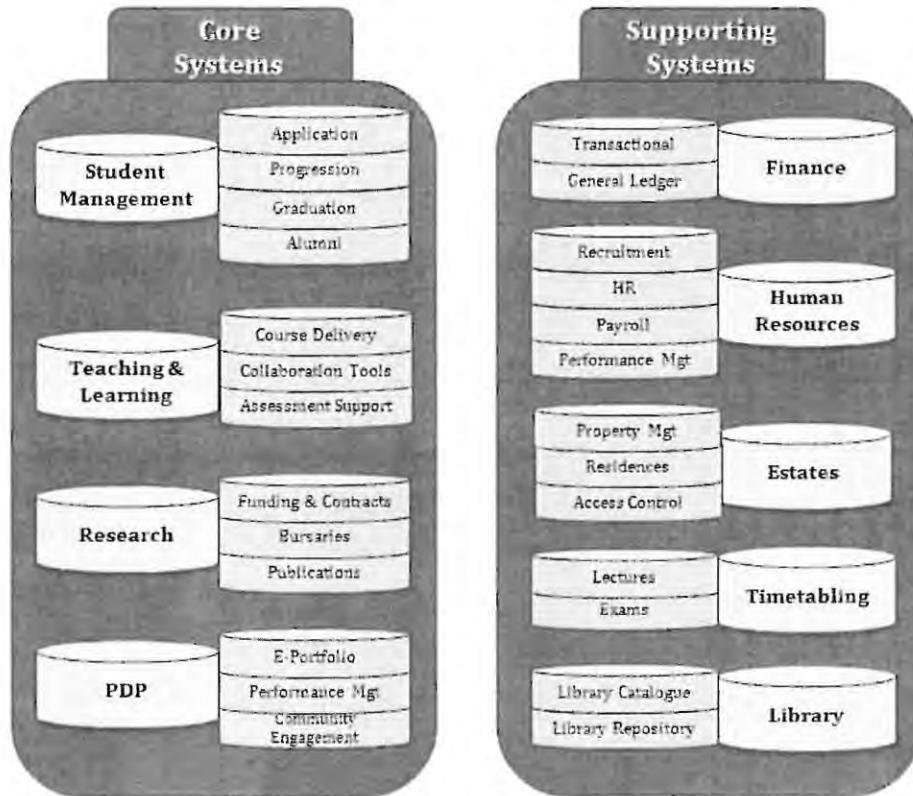 Core
Systems
Student
Management
Application
Progression
Graduation
Alumni
Teaching &
Learning
Course Delivery
Collaboration Tools
Assessment Support
Research
Funding & Contracts
Bursaries
Publications
PDP
E-Portfolio
Performance Mgt
Community
Engagement
Supporting
Systems
Transactional
General Ledger
Finance
Recruitment
HR
Payroll
Performance Mgt
Human
Resources
Property Mgt
Residences
Access Control
Estates
Lectures
Exams
Timetabling
Library Catalogue
Library Repository
Library